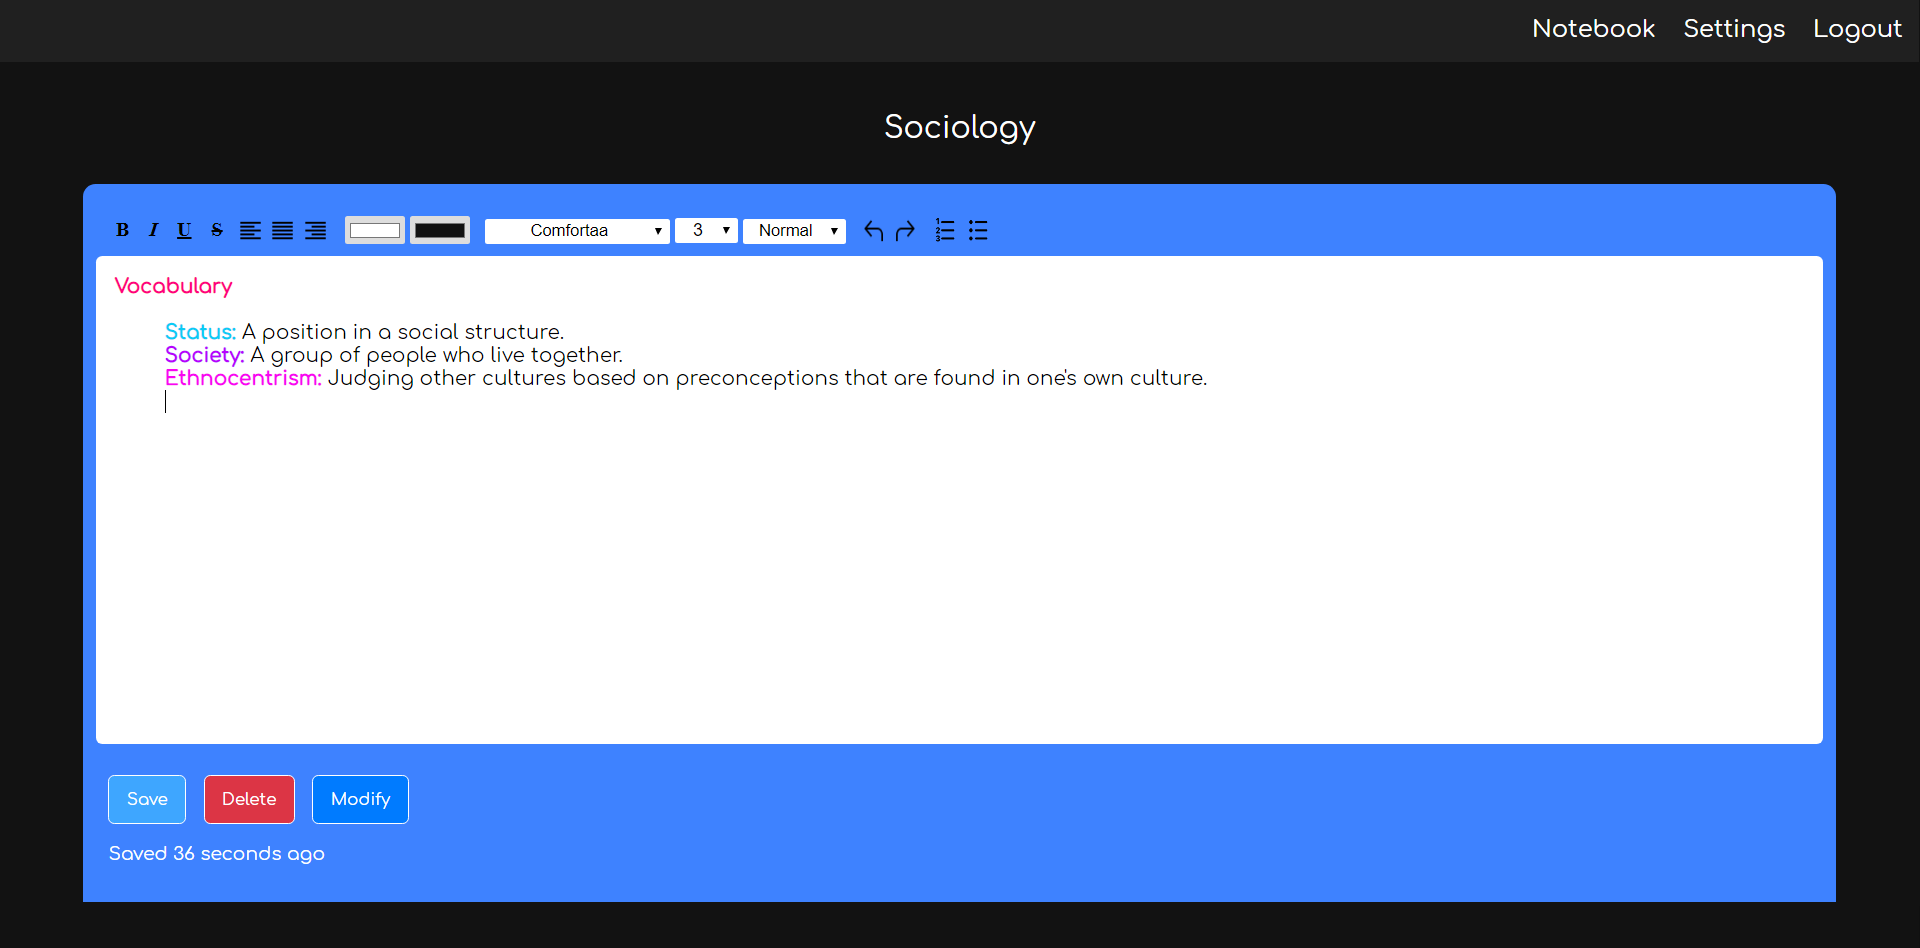 Notebook Settings Logout
Sociology
B I U S Comfortaa 3 Normal
Vocabulary
Status: A position in a social structure.
Society: A group of people who live together.
Ethnocentrism: Judging other cultures based on preconceptions that are found in one's own culture.
Save Delete Modify
Saved 36 seconds ago